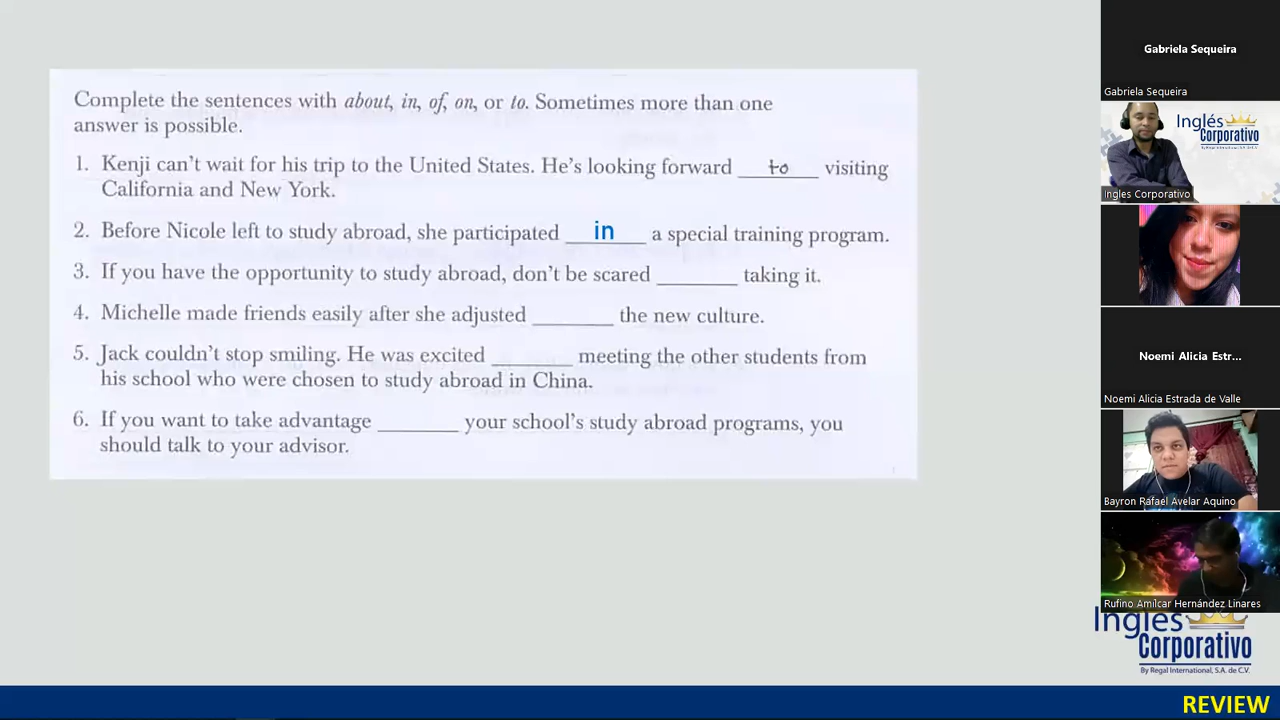 Complete the sentences with about, in, of, on, or to. Sometimes more than one
answer is possible.
1. Kenji can't wait for his trip to the United States. He's looking forward to visiting
California and New York.
2. Before Nicole left to study abroad, she participated in a special training program.
3. If you have the opportunity to study abroad, don't be scared ________ taking it.
4. Michelle made friends easily after she adjusted ________ the new culture.
5. Jack couldn't stop smiling. He was excited ________ meeting the other students from
his school who were chosen to study abroad in China.
6. If you want to take advantage ________ your school's study abroad programs, you
should talk to your advisor.
Gabriela Sequeira
Gabriela Sequeira
Inglés
Corporativo
By Regal International, S.A. de C.V.
Ingles Corporativo
Noemi Alicia Estr...
Noemi Alicia Estrada de Valle
Bayron Rafael Avelar Aquino
Rufino Amilcar Hernández Linares
Inglés
Corporativo
By Regal International, S.A. de C.V.
REVIEW